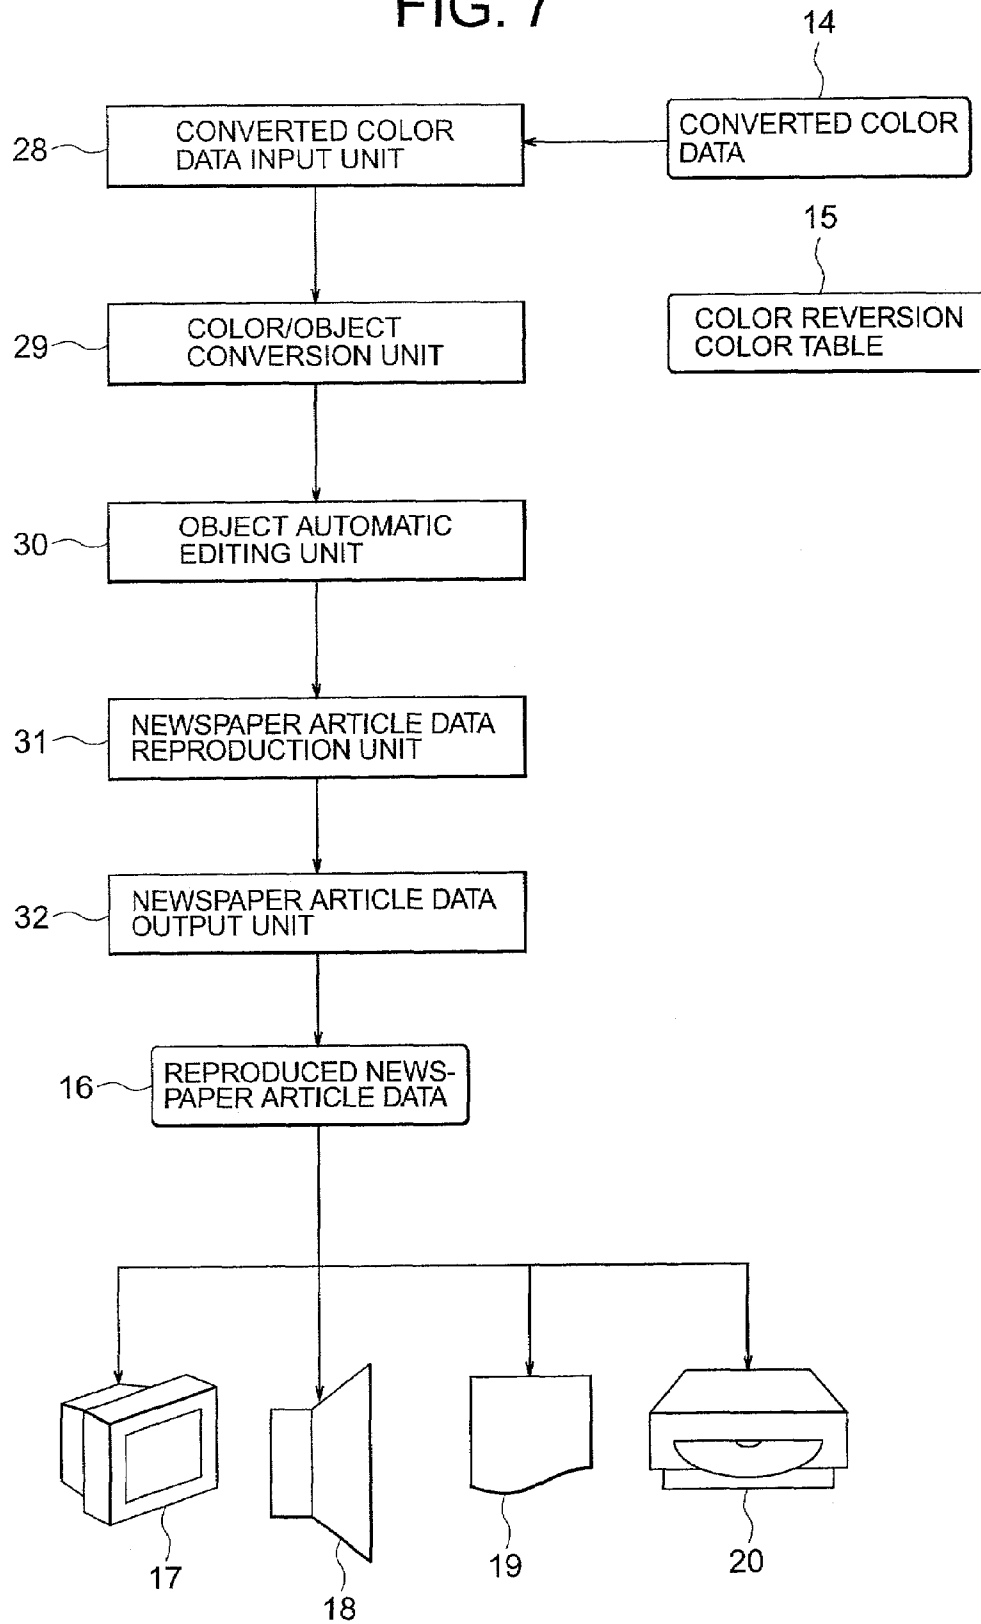 FIG. 7
14
CONVERTED COLOR
DATA INPUT UNIT
28
CONVERTED COLOR
DATA
15
COLOR/OBJECT
CONVERSION UNIT
29
COLOR REVERSION
COLOR TABLE
OBJECT AUTOMATIC
EDITING UNIT
30
NEWSPAPER ARTICLE DATA
REPRODUCTION UNIT
31
NEWSPAPER ARTICLE DATA
OUTPUT UNIT
32
REPRODUCED NEWS-
PAPER ARTICLE DATA
16
17
18
19
20